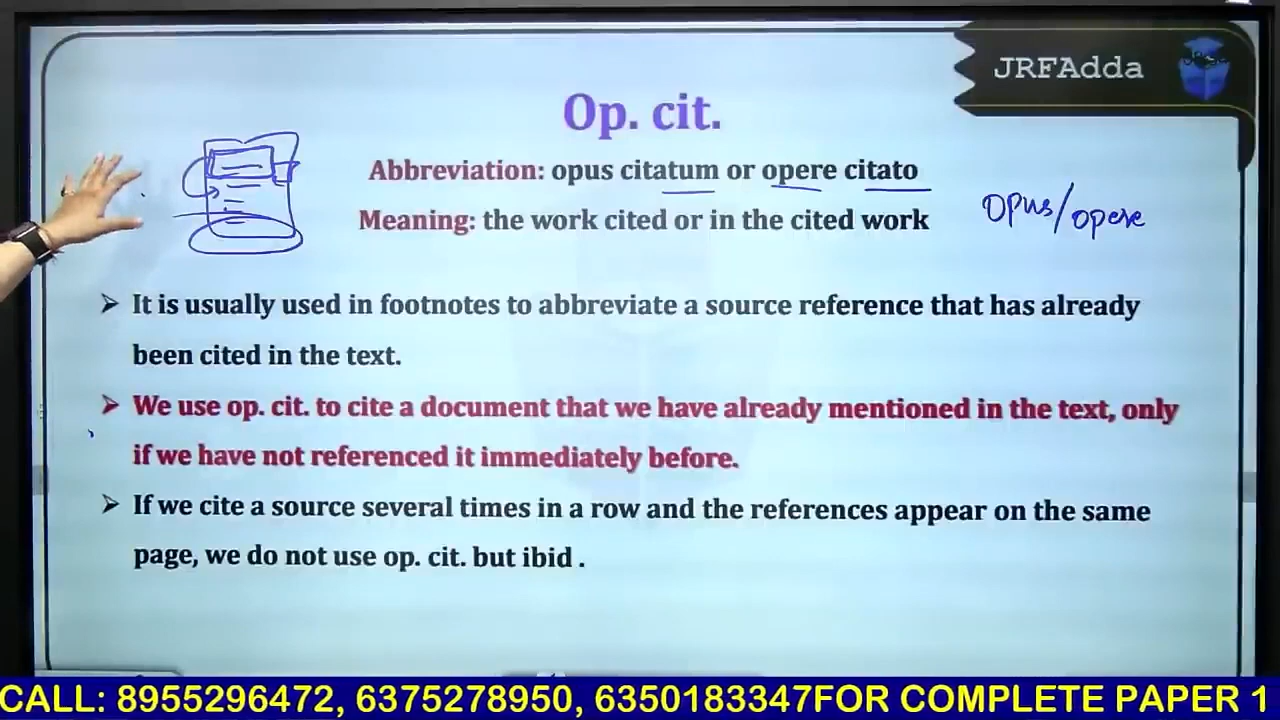 JRFAdda
Op. cit.
Abbreviation: opus citatum or opere citato
Meaning: the work cited or in the cited work
opus/opere
➢ It is usually used in footnotes to abbreviate a source reference that has already
been cited in the text.
➢ We use op. cit. to cite a document that we have already mentioned in the text, only
if we have not referenced it immediately before.
➢ If we cite a source several times in a row and the references appear on the same
page, we do not use op. cit. but ibid .
CALL: 8955296472, 6375278950, 6350183347FOR COMPLETE PAPER 1